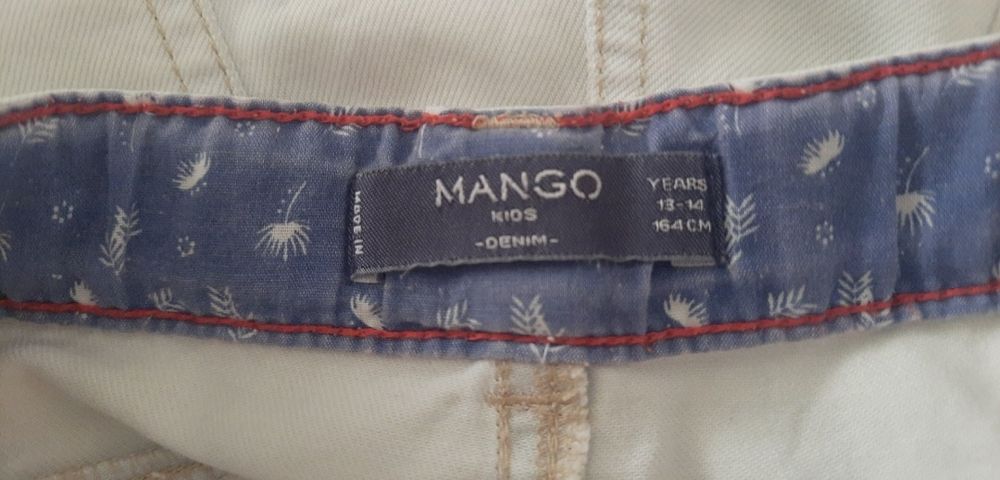 MANGO
KIDS
-DENIM-
YEARS
13-14
164 CM
MADE IN